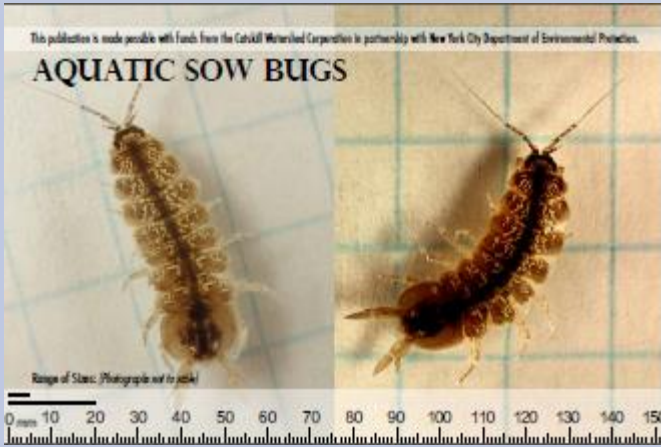 This publication is made possible with funds from the Catskill Watershed Corporation in partnership with New York City Department of Environmental Protection.
AQUATIC SOW BUGS
Range of Sizes: (Photographs not to scale)
0 mm 10 20 30 40 50 60 70 80 90 100 110 120 130 140 150